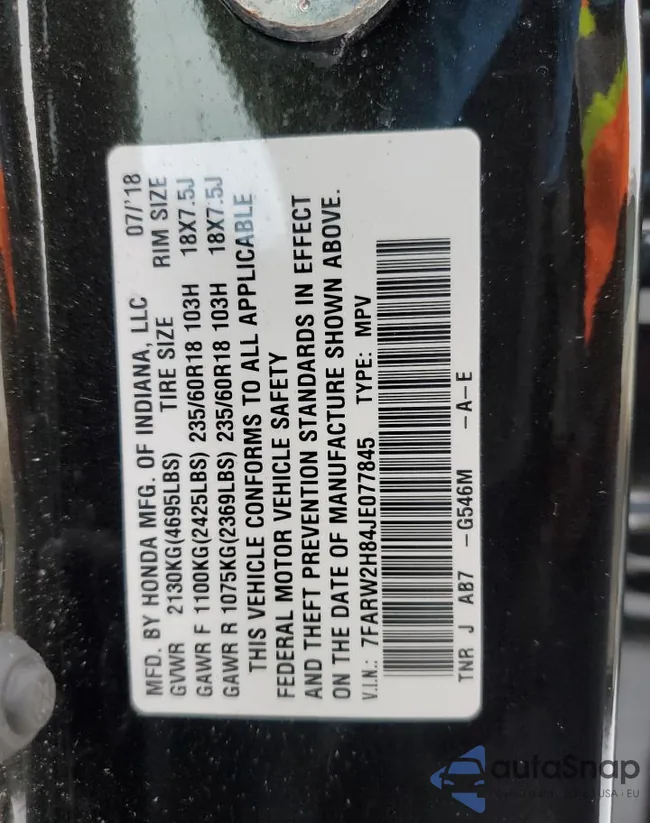 MFD. BY HONDA MFG. OF INDIANA, LLC 07/'18
GVWR 2130KG(4695LBS) TIRE SIZE RIM SIZE
GAWR F 1100KG(2425LBS) 235/60R18 103H 18X7.5J
GAWR R 1075KG(2369LBS) 235/60R18 103H 18X7.5J
THIS VEHICLE CONFORMS TO ALL APPLICABLE
FEDERAL MOTOR VEHICLE SAFETY
AND THEFT PREVENTION STANDARDS IN EFFECT
ON THE DATE OF MANUFACTURE SHOWN ABOVE.
V.I.N.: 7FARW2H84JE077845 TYPE: MPV
TNR J AB7 -G546M -A-E
autoSnap
USA | EU